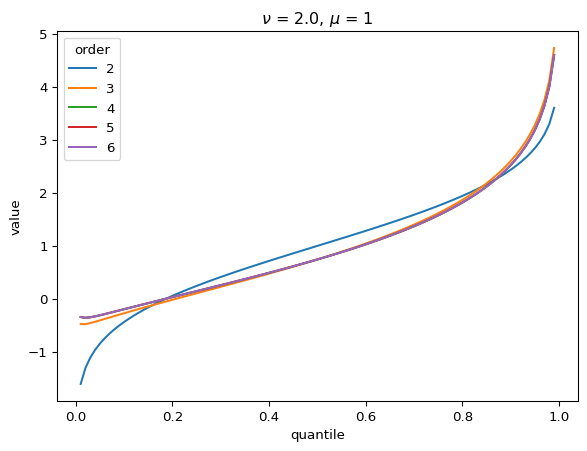 ν = 2.0, μ = 1
order
2
3
4
5
6
5
4
3
2
1
0
−1
value
0.0 0.2 0.4 0.6 0.8 1.0
quantile